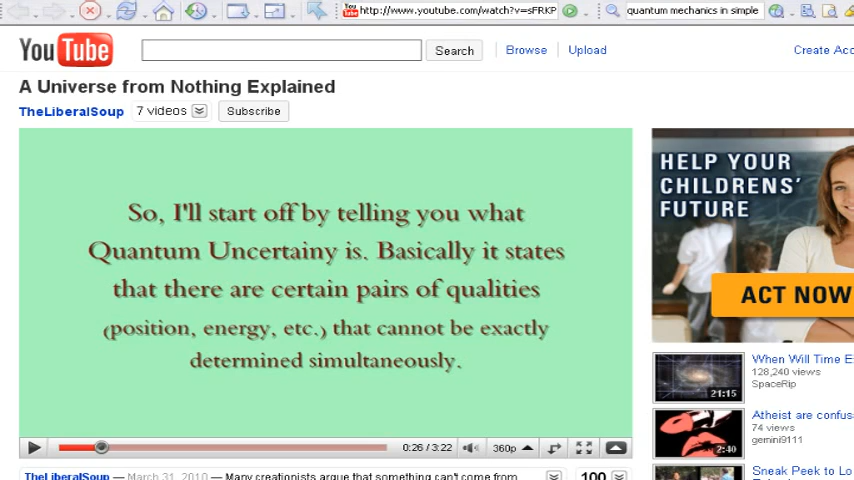 http://www.youtube.com/watch?v=sFRKP
quantum mechanics in simple
YouTube
Search
Browse
Upload
Create Acc
A Universe from Nothing Explained
TheLiberalSoup
7 videos
Subscribe
So, I'll start off by telling you what
Quantum Uncertainy is. Basically it states
that there are certain pairs of qualities
(position, energy, etc.) that cannot be exactly
determined simultaneously.
HELP YOUR
CHILDRENS'
FUTURE
ACT NOW
When Will Time E
128,240 views
SpaceRip
21:15
Atheist are confus
74 views
gemini9111
2:40
Sneak Peek to Lo
0:26 / 3:22
360p
TheLiberalSoup — March 31, 2010 — Many creationists argue that something can't come from
100